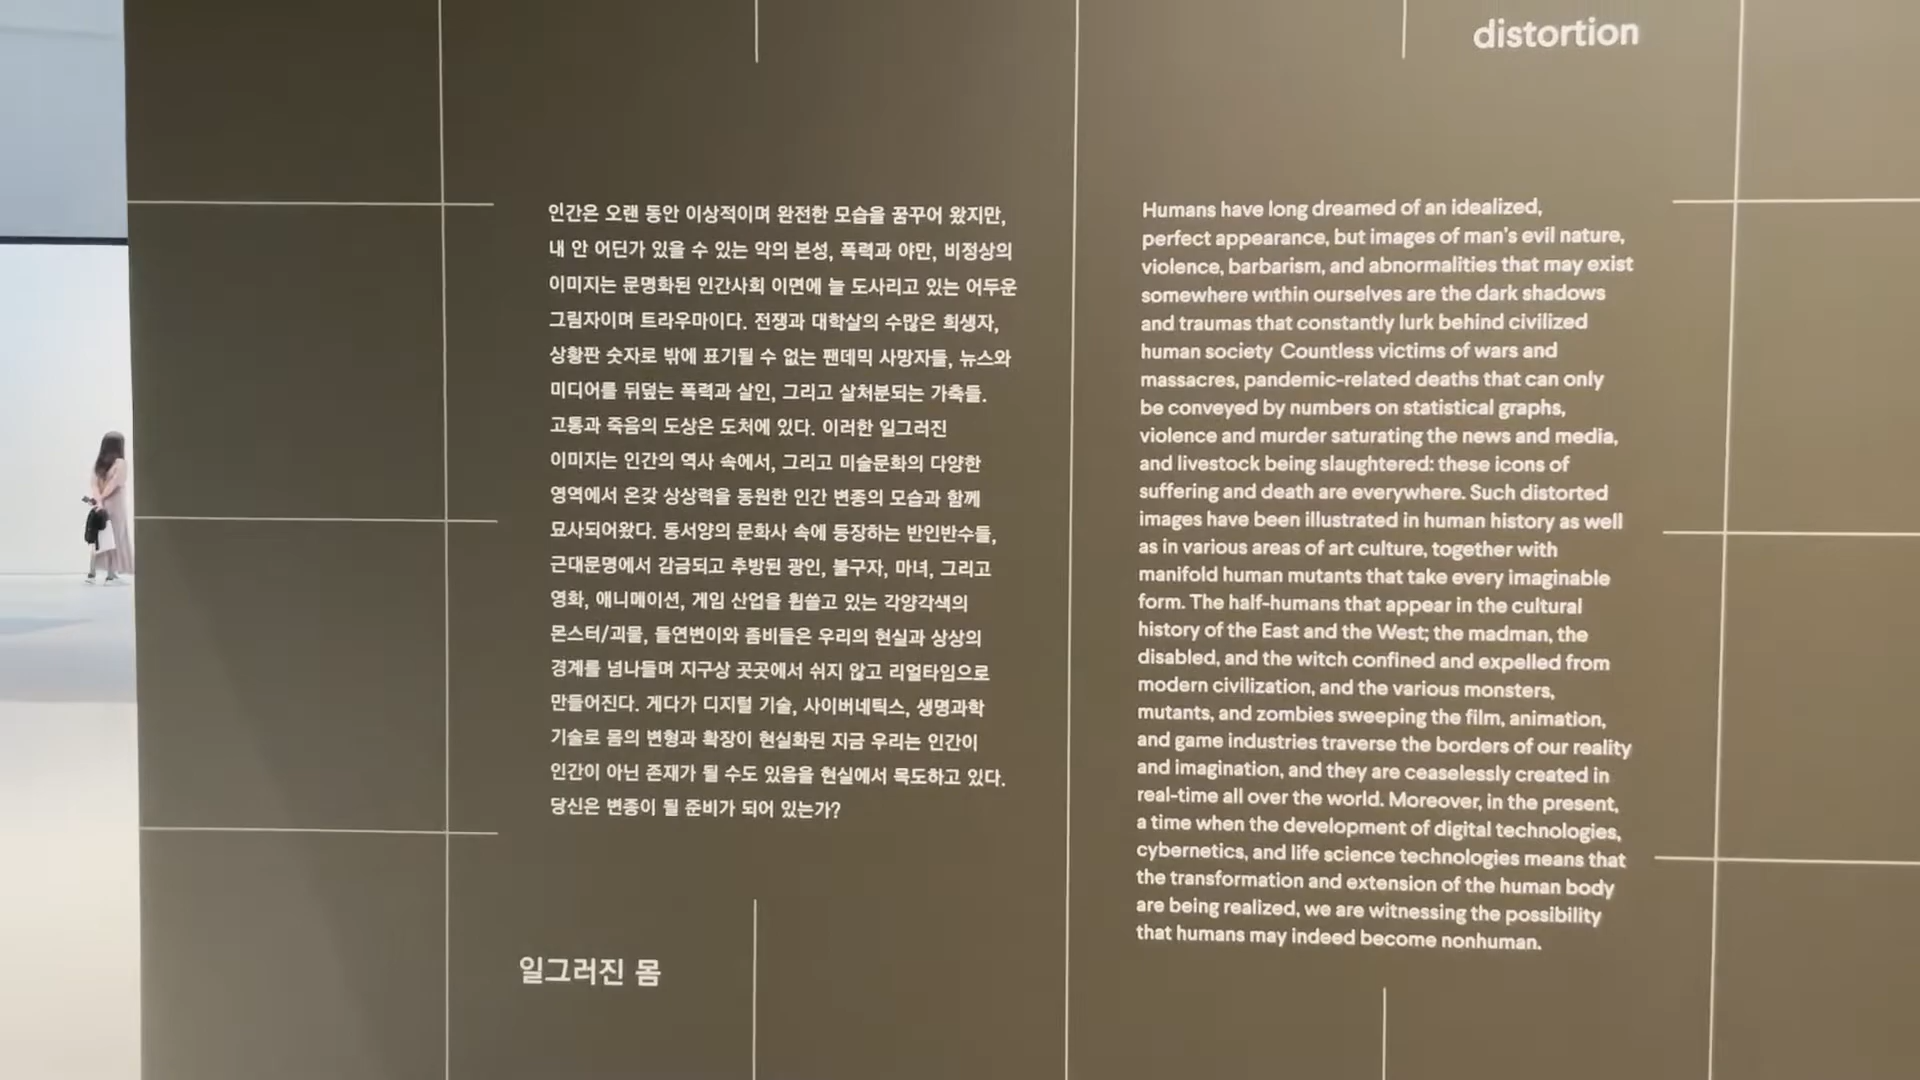 인간은 오랜 동안 이상적이며 완전한 모습을 꿈꾸어 왔지만,
내 안 어딘가 있을 수 있는 악의 본성, 폭력과 야만, 비정상의
이미지는 문명화된 인간사회 이면에 늘 도사리고 있는 어두운
그림자이며 트라우마이다. 전쟁과 대학살의 수많은 희생자,
상황판 숫자로 밖에 표기될 수 없는 팬데믹 사망자들, 뉴스와
미디어를 뒤덮는 폭력과 살인, 그리고 살처분되는 가축들.
고통과 죽음의 도상은 도처에 있다. 이러한 일그러진
이미지는 인간의 역사 속에서, 그리고 미술문화의 다양한
영역에서 온갖 상상력을 동원한 인간 변종의 모습과 함께
묘사되어왔다. 동서양의 문화사 속에 등장하는 반인반수들,
근대문명에서 감금되고 추방된 광인, 불구자, 마녀, 그리고
영화, 애니메이션, 게임 산업을 휩쓸고 있는 각양각색의
몬스터/괴물, 돌연변이와 좀비들은 우리의 현실과 상상의
경계를 넘나들며 지구상 곳곳에서 쉬지 않고 리얼타임으로
만들어진다. 게다가 디지털 기술, 사이버네틱스, 생명과학
기술로 몸의 변형과 확장이 현실화된 지금 우리는 인간이
인간이 아닌 존재가 될 수도 있음을 현실에서 목도하고 있다.
당신은 변종이 될 준비가 되어 있는가?
일그러진 몸
distortion
Humans have long dreamed of an idealized,
perfect appearance, but images of man's evil nature,
violence, barbarism, and abnormalities that may exist
somewhere within ourselves are the dark shadows
and traumas that constantly lurk behind civilized
human society Countless victims of wars and
massacres, pandemic-related deaths that can only
be conveyed by numbers on statistical graphs,
violence and murder saturating the news and media,
and livestock being slaughtered: these icons of
suffering and death are everywhere. Such distorted
images have been illustrated in human history as well
as in various areas of art culture, together with
manifold human mutants that take every imaginable
form. The half-humans that appear in the cultural
history of the East and the West; the madman, the
disabled, and the witch confined and expelled from
modern civilization, and the various monsters,
mutants, and zombies sweeping the film, animation,
and game industries traverse the borders of our reality
and imagination, and they are ceaselessly created in
real-time all over the world. Moreover, in the present,
a time when the development of digital technologies,
cybernetics, and life science technologies means that
the transformation and extension of the human body
are being realized, we are witnessing the possibility
that humans may indeed become nonhuman.